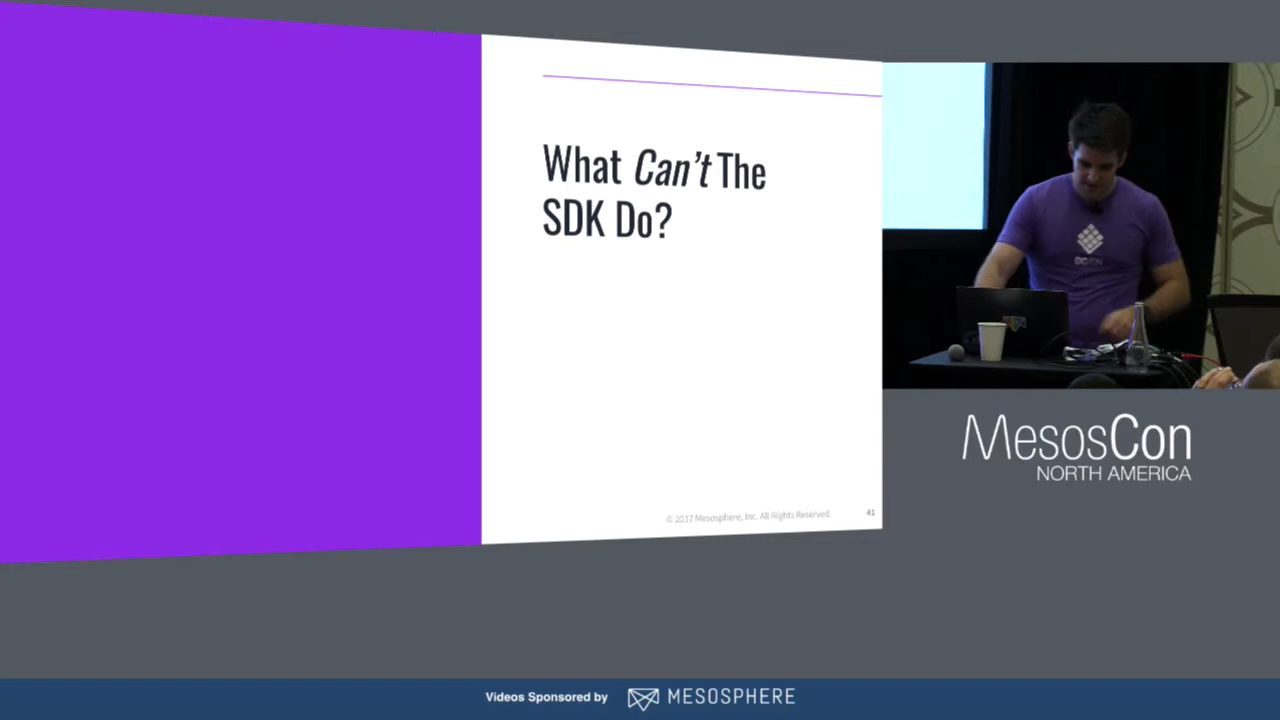 What Can't The
SDK Do?
© 2017 Mesosphere, Inc. All Rights Reserved.
41
MesosCon
NORTH AMERICA
Videos Sponsored by
MESOSPHERE